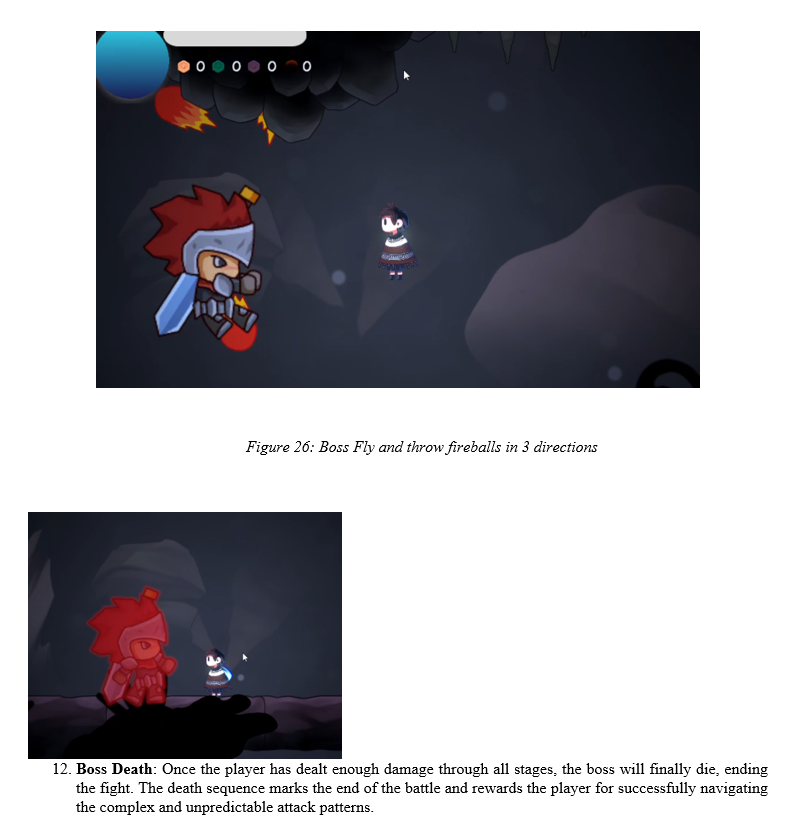 0 0 0 0
Figure 26: Boss Fly and throw fireballs in 3 directions
12. Boss Death: Once the player has dealt enough damage through all stages, the boss will finally die, ending
the fight. The death sequence marks the end of the battle and rewards the player for successfully navigating
the complex and unpredictable attack patterns.